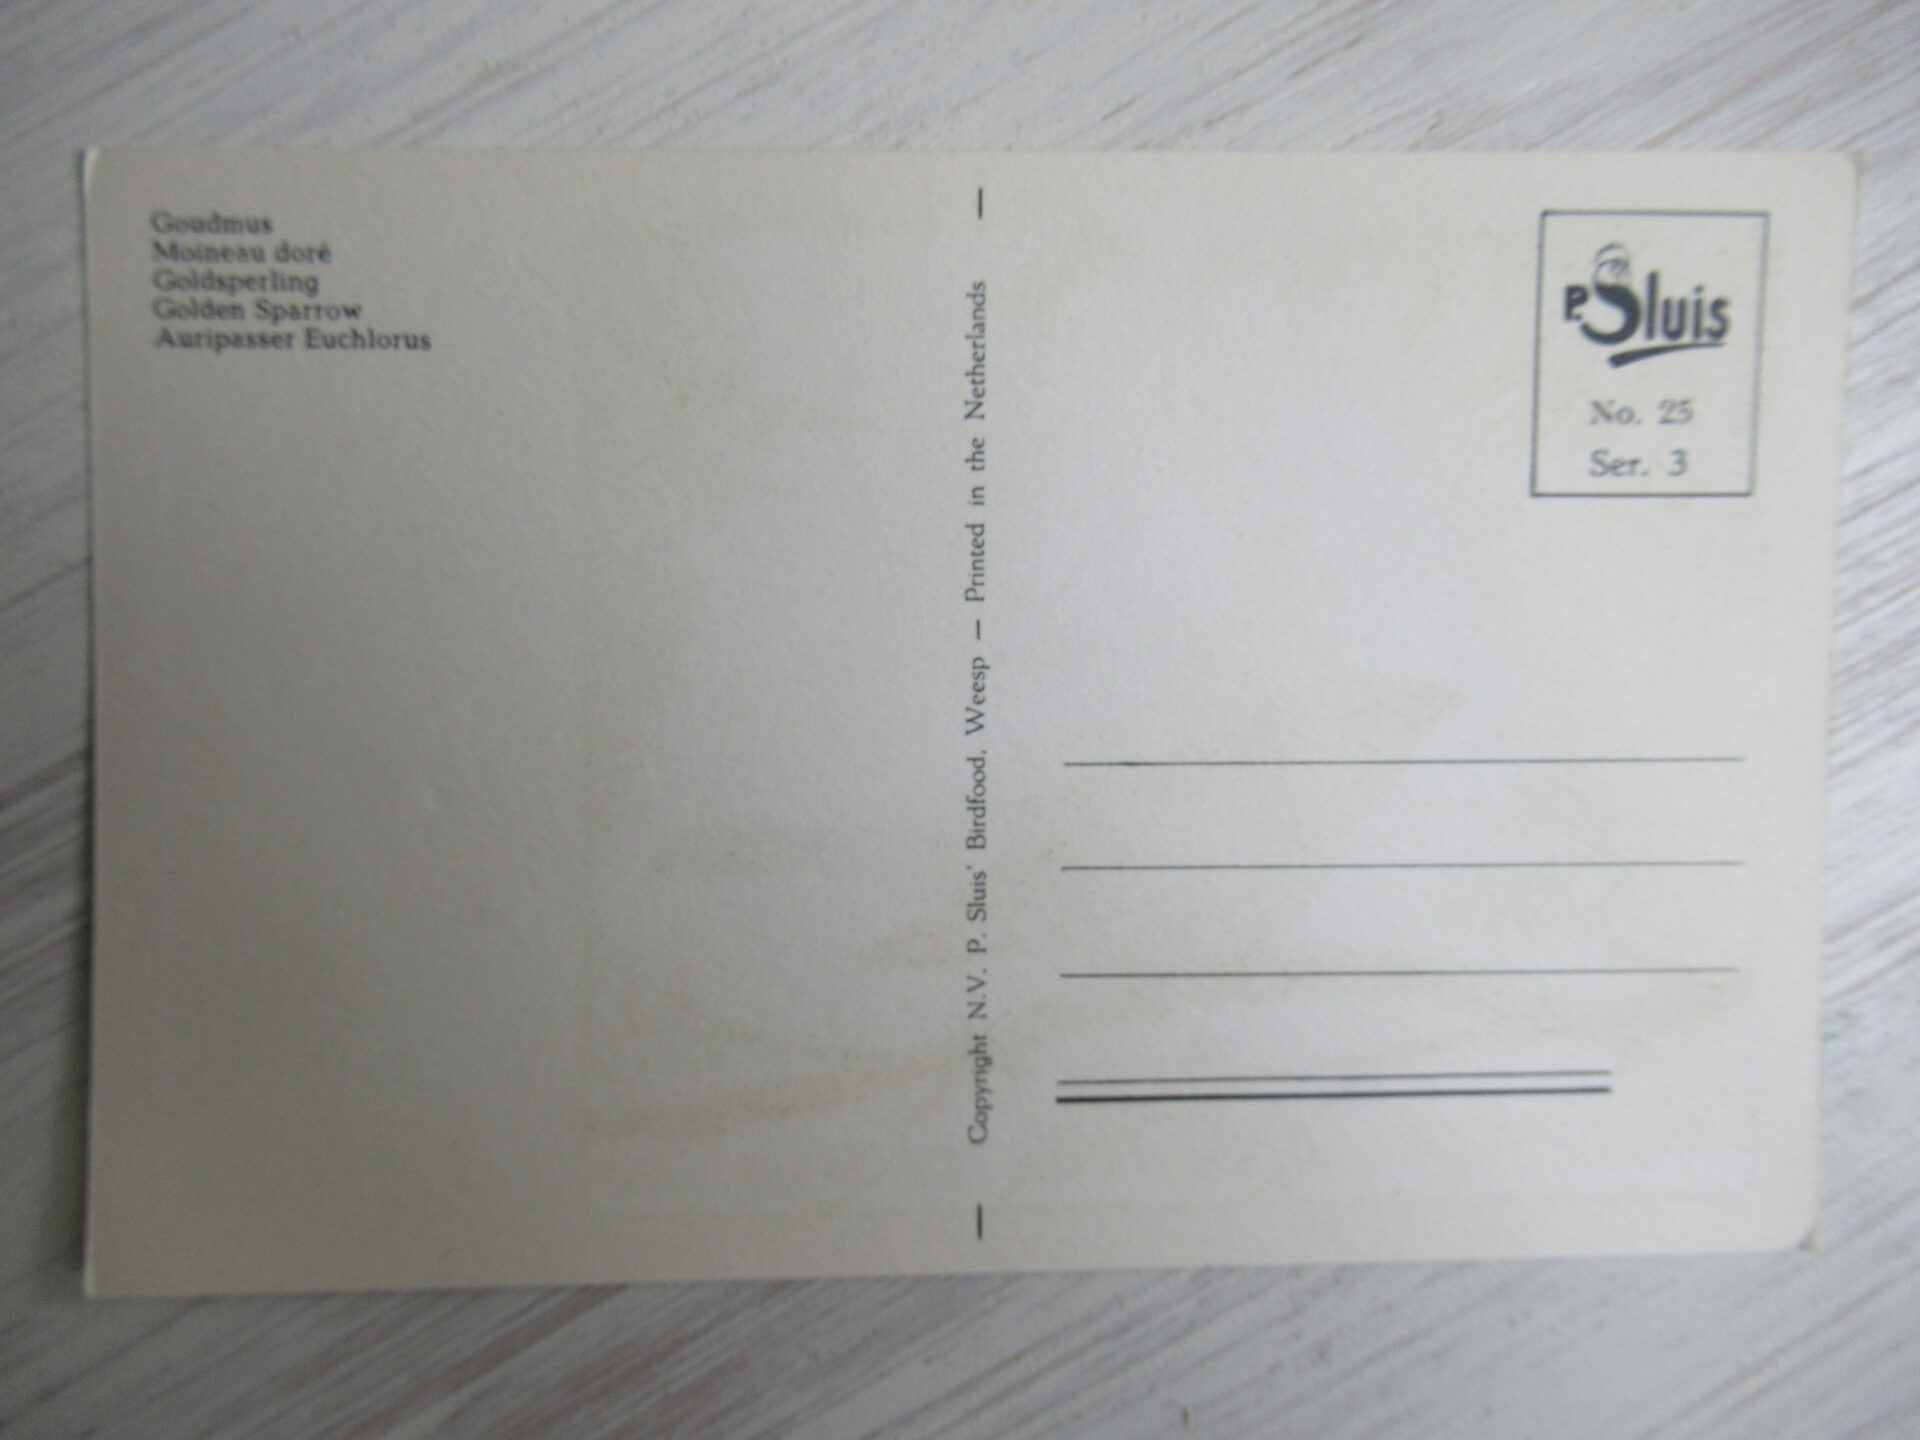 Goudmus
Moineau doré
Goldsperling
Golden Sparrow
Auripasser Euchlorus
Copyright N.V. P. Sluis' Birdfood, Weesp — Printed in the Netherlands
P. Sluis
No. 25
Ser. 3